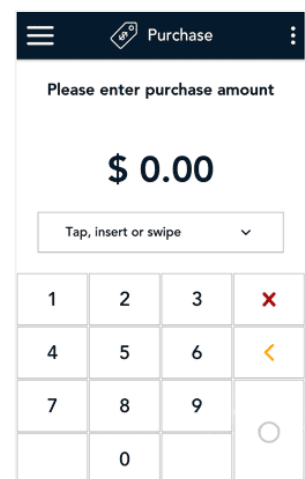 Purchase
Please enter purchase amount
$ 0.00
Tap, insert or swipe
1 2 3
4 5 6
7 8 9
0